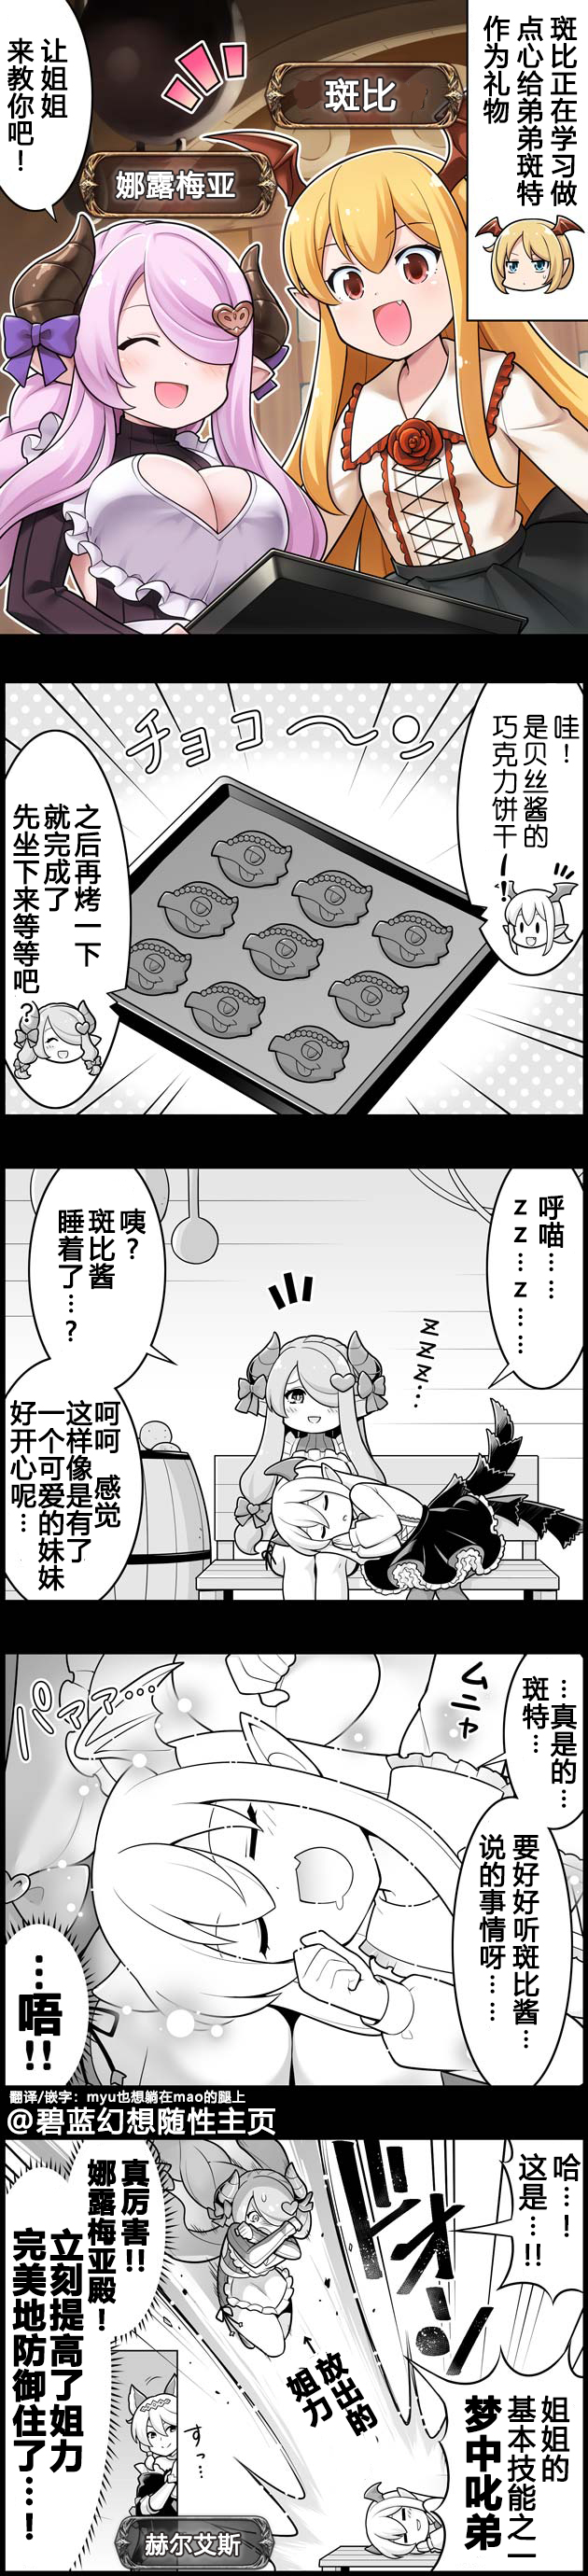 斑比正在学习做
点心给弟弟斑特
作为礼物
斑比
娜露梅亚
让姐姐
来教你吧！
哇！
是贝丝酱的
巧克力饼干！
チョコ〜ン
之后再烤一下
就完成了
先坐下来等等吧？
呼喵……
zz…z……
zzz…
咦？
斑比酱
睡着了…？
呵呵 感觉
这样像是有了
一个可爱的妹妹
好开心呢…
…真是的…
斑特…
ムニャ
要好好听斑比酱…
说的事情呀……
パァァ…
…唔!!
翻译/嵌字：myu也想躺在mao的腿上
@碧蓝幻想随性主页
哈…！
这是…!!
ドオッ！
姐姐的
基本技能之一
梦中叱弟
←放出的
姐力
真厉害!!
娜露梅亚殿！
立刻提高了姐力
完美地防御住了…！
すっ…
赫尔艾斯